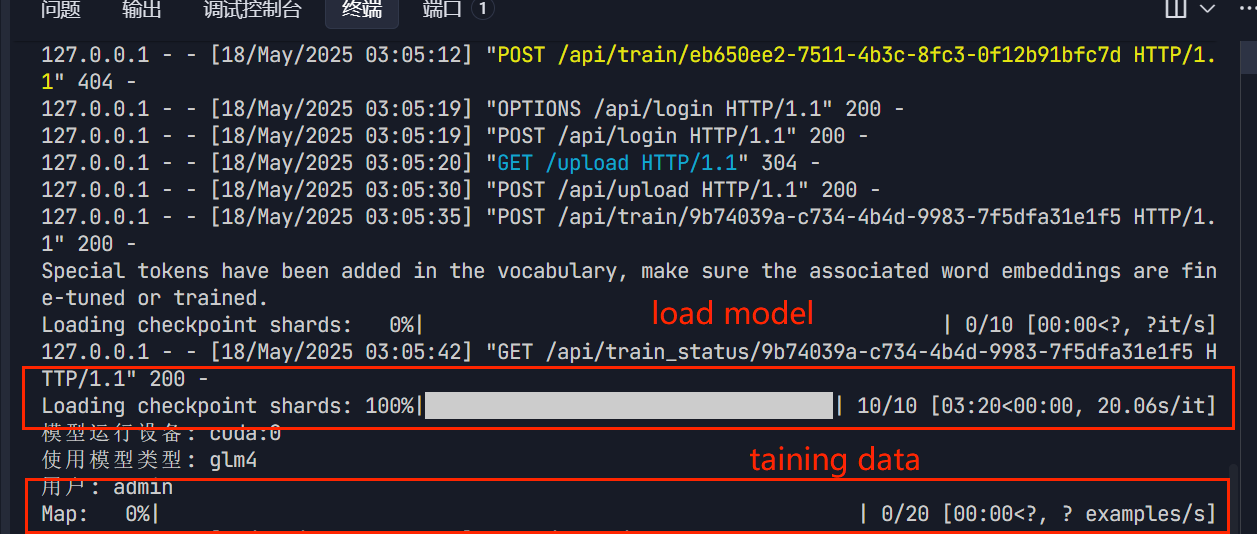 问题 输出 调试控制台 终端 端口 1
127.0.0.1 - - [18/May/2025 03:05:12] "POST /api/train/eb650ee2-7511-4b3c-8fc3-0f12b91bfc7d HTTP/1.
1" 404 -
127.0.0.1 - - [18/May/2025 03:05:19] "OPTIONS /api/login HTTP/1.1" 200 -
127.0.0.1 - - [18/May/2025 03:05:19] "POST /api/login HTTP/1.1" 200 -
127.0.0.1 - - [18/May/2025 03:05:20] "GET /upload HTTP/1.1" 304 -
127.0.0.1 - - [18/May/2025 03:05:30] "POST /api/upload HTTP/1.1" 200 -
127.0.0.1 - - [18/May/2025 03:05:35] "POST /api/train/9b74039a-c734-4b4d-9983-7f5dfa31e1f5 HTTP/1.
1" 200 -
Special tokens have been added in the vocabulary, make sure the associated word embeddings are fin
e-tuned or trained.
load model
Loading checkpoint shards:   0%|          | 0/10 [00:00<?, ?it/s]
127.0.0.1 - - [18/May/2025 03:05:42] "GET /api/train_status/9b74039a-c734-4b4d-9983-7f5dfa31e1f5 H
TTP/1.1" 200 -
Loading checkpoint shards: 100%|          | 10/10 [03:20<00:00, 20.06s/it]
模型运行设备: cuda:0
使用模型类型: glm4
taining data
用户: admin
Map:   0%|          | 0/20 [00:00<?, ? examples/s]